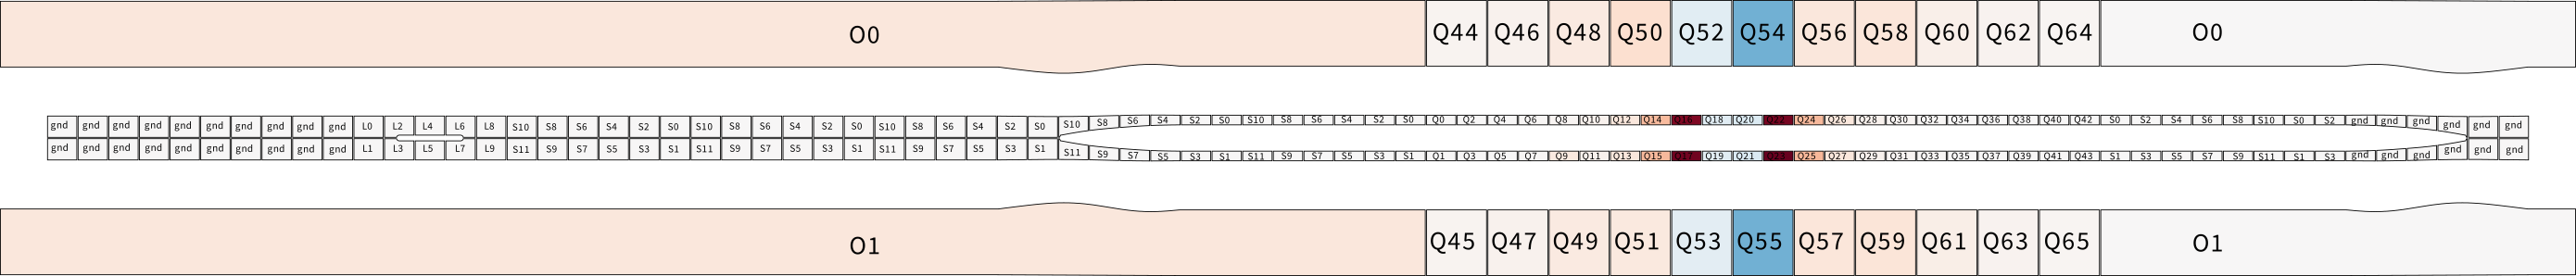 O0 Q44 Q46 Q48 Q50 Q52 Q54 Q56 Q58 Q60 Q62 Q64 O0
gnd gnd gnd gnd gnd gnd gnd gnd gnd gnd L0 L2 L4 L6 L8 S10 S8 S6 S4 S2 S0 S10 S8 S6 S4 S2 S0 S10 S8 S6 S4 S2 S0 S10 S8 S6 S4 S2 S0 S10 S8 S6 S4 S2 S0 Q0 Q2 Q4 Q6 Q8 Q10 Q12 Q14 Q16 Q18 Q20 Q22 Q24 Q26 Q28 Q30 Q32 Q34 Q36 Q38 Q40 Q42 S0 S2 S4 S6 S8 S10 S0 S2 gnd gnd gnd gnd gnd gnd
gnd gnd gnd gnd gnd gnd gnd gnd gnd gnd L1 L3 L5 L7 L9 S11 S9 S7 S5 S3 S1 S11 S9 S7 S5 S3 S1 S11 S9 S7 S5 S3 S1 S11 S9 S7 S5 S3 S1 S11 S9 S7 S5 S3 S1 Q1 Q3 Q5 Q7 Q9 Q11 Q13 Q15 Q17 Q19 Q21 Q23 Q25 Q27 Q29 Q31 Q33 Q35 Q37 Q39 Q41 Q43 S1 S3 S5 S7 S9 S11 S1 S3 gnd gnd gnd gnd gnd gnd
O1 Q45 Q47 Q49 Q51 Q53 Q55 Q57 Q59 Q61 Q63 Q65 O1